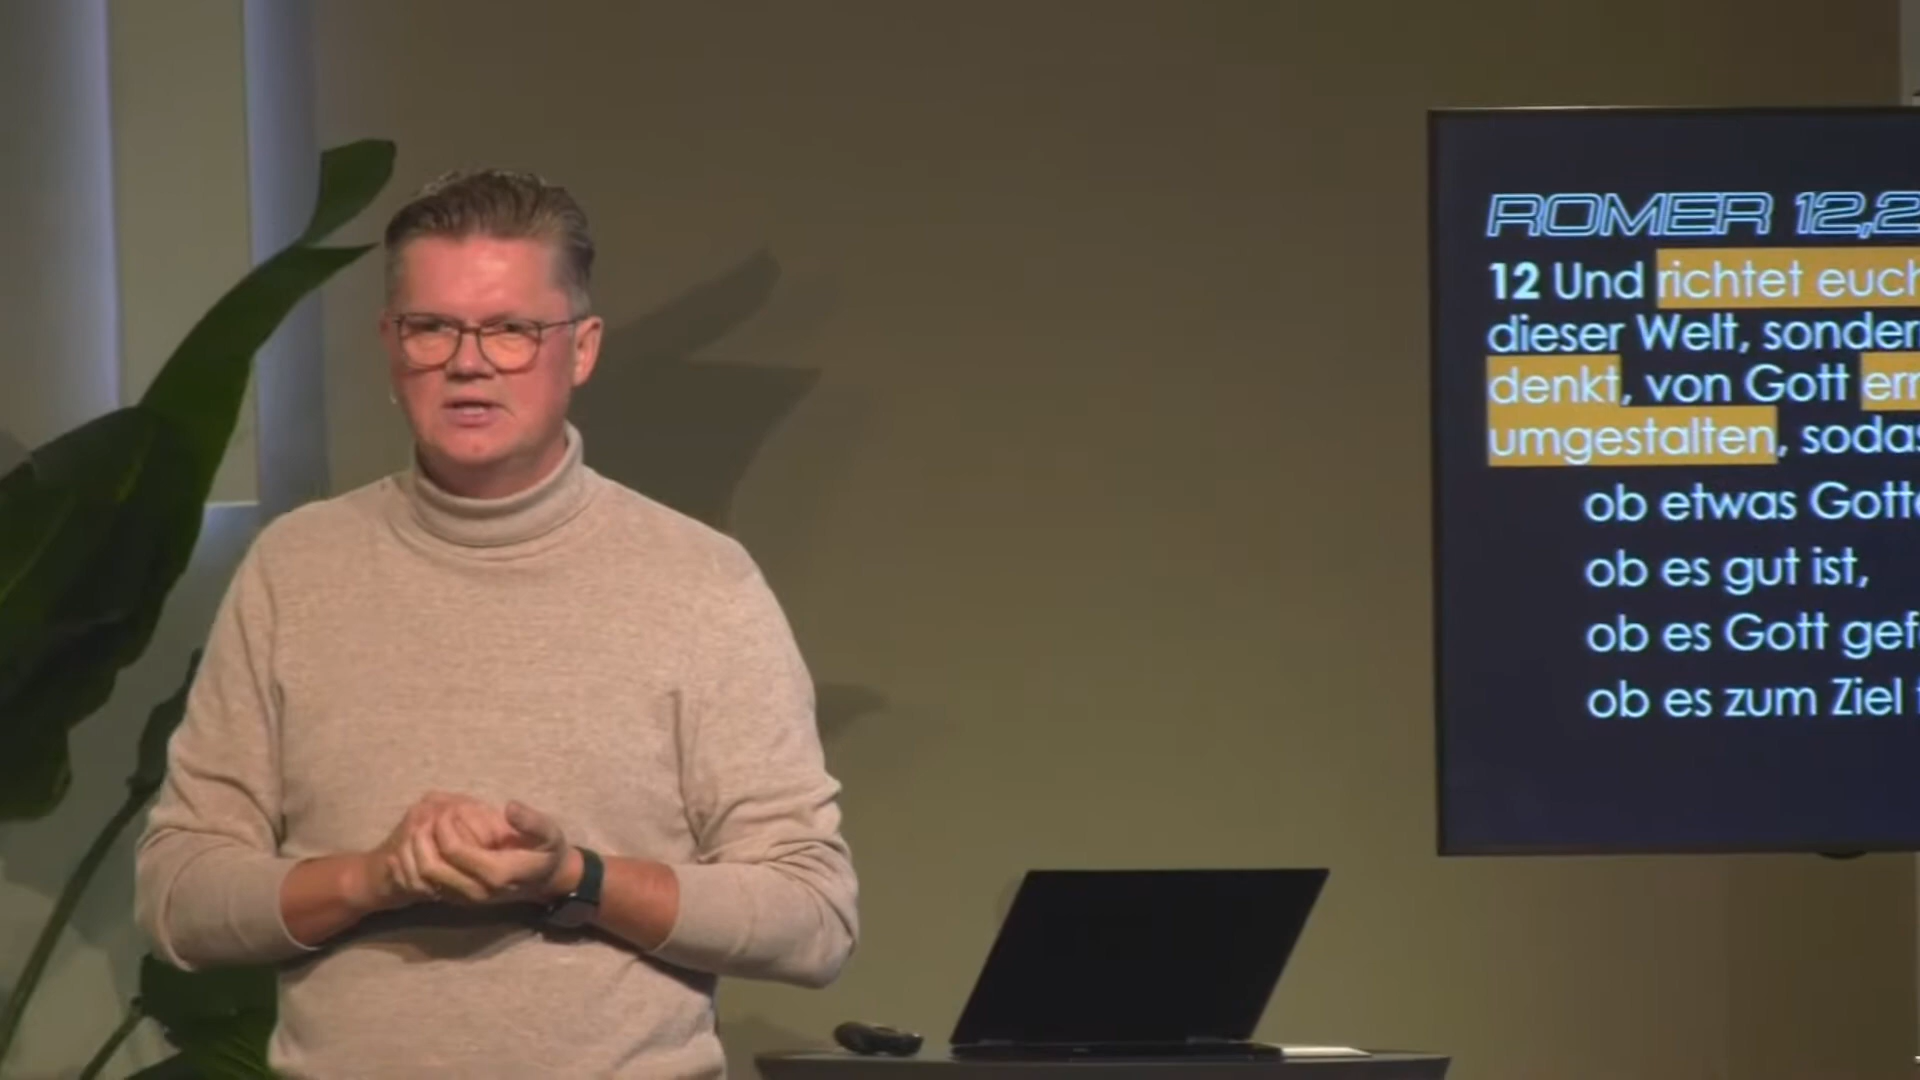 ROMER 12,2
12 Und richtet euch
dieser Welt, sondern
denkt, von Gott
umgestalten, sodas
ob etwas Gott
ob es gut ist,
ob es Gott
ob es zum Ziel